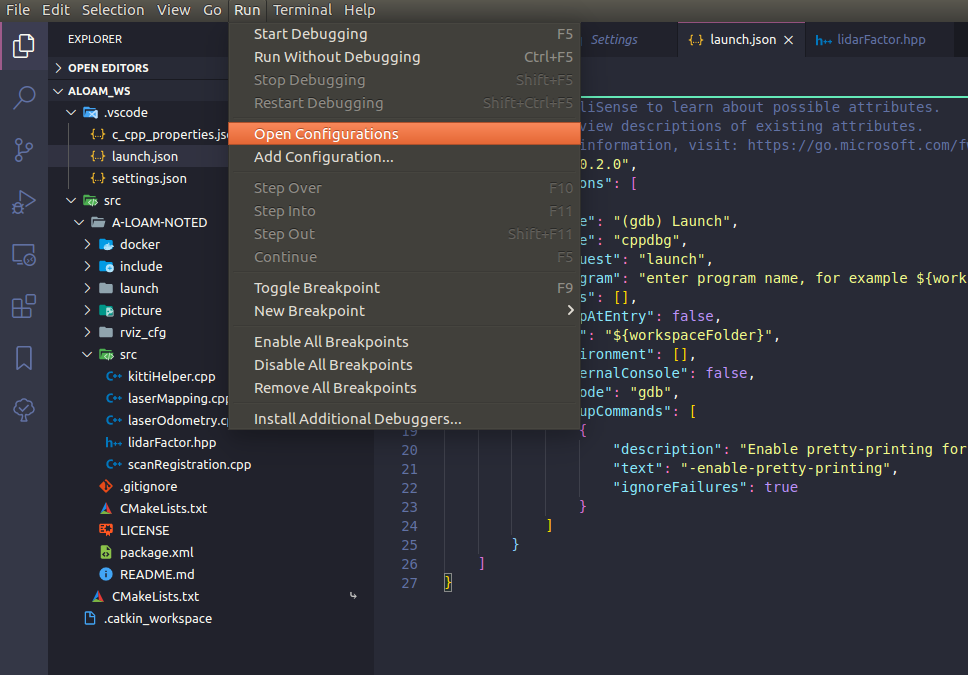 File Edit Selection View Go Run Terminal Help
EXPLORER
OPEN EDITORS
ALOAM_WS
.vscode
c_cpp_properties.js
launch.json
settings.json
src
A-LOAM-NOTED
docker
include
launch
picture
rviz_cfg
src
kittiHelper.cpp
laserMapping.cpp
laserOdometry.cp
lidarFactor.hpp
scanRegistration.cpp
.gitignore
CMakeLists.txt
LICENSE
package.xml
README.md
CMakeLists.txt
.catkin_workspace
Start Debugging F5
Run Without Debugging Ctrl+F5
Stop Debugging Shift+F5
Restart Debugging Shift+Ctrl+F5
Open Configurations
Add Configuration...
Step Over F10
Step Into F11
Step Out Shift+F11
Continue F5
Toggle Breakpoint F9
New Breakpoint
Enable All Breakpoints
Disable All Breakpoints
Remove All Breakpoints
Install Additional Debuggers...
Settings
launch.json
lidarFactor.hpp
liSense to learn about possible attributes.
view descriptions of existing attributes.
information, visit: https://go.microsoft.com/f
0.2.0",
ons": [
e": "(gdb) Launch",
e": "cppdbg",
uest": "launch",
gram": "enter program name, for example ${work
s": [],
pAtEntry": false,
": "${workspaceFolder}",
ironment": [],
ernalConsole": false,
ode": "gdb",
upCommands": [
19 {
20 "description": "Enable pretty-printing for
21 "text": "-enable-pretty-printing",
22 "ignoreFailures": true
23 }
24 ]
25 }
26 ]
27 }